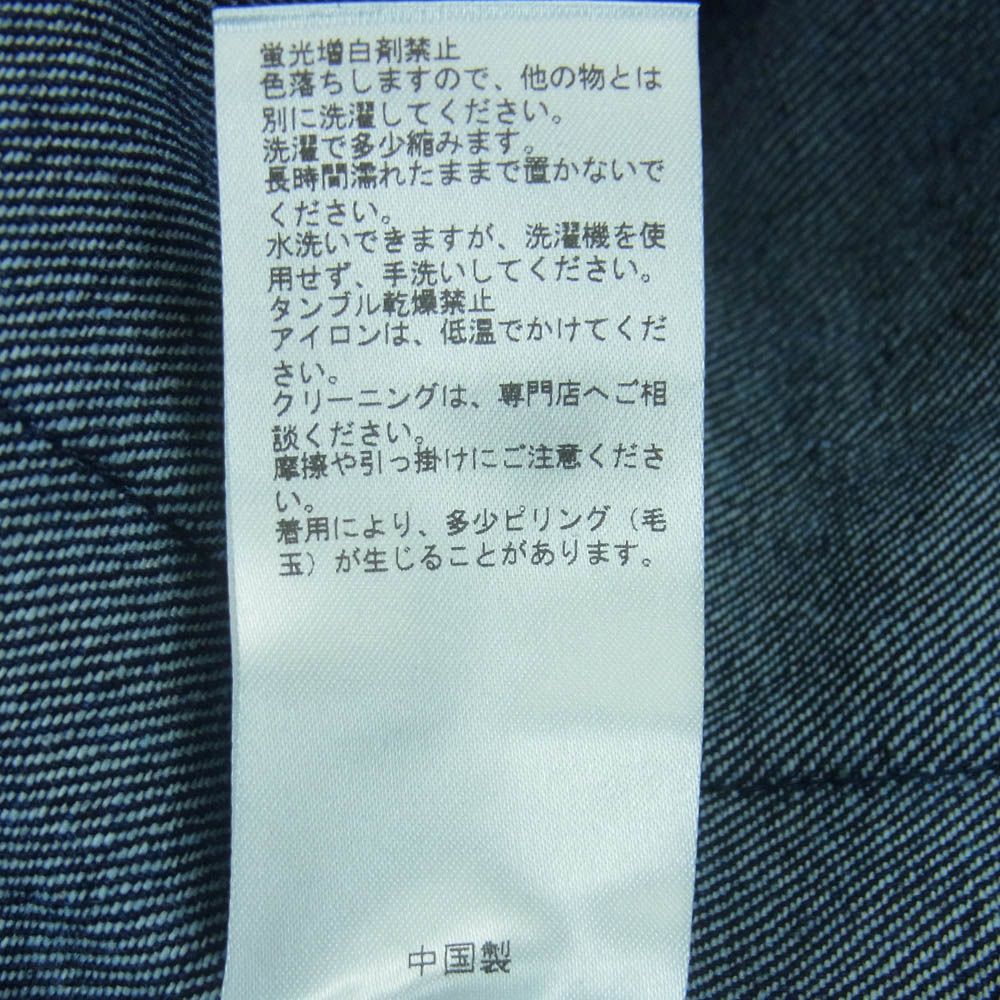 蛍光増白剤禁止
色落ちしますので、他の物とは
別に洗濯してください。
洗濯で多少縮みます。
長時間濡れたままで置かないで
ください。
水洗いできますが、洗濯機を使
用せず、手洗いしてください。
タンブル乾燥禁止
アイロンは、低温でかけてくだ
さい。
クリーニングは、専門店へご相
談ください。
摩擦や引っ掛けにご注意くださ
い。
着用により、多少ピリング（毛
玉）が生じることがあります。
中国製